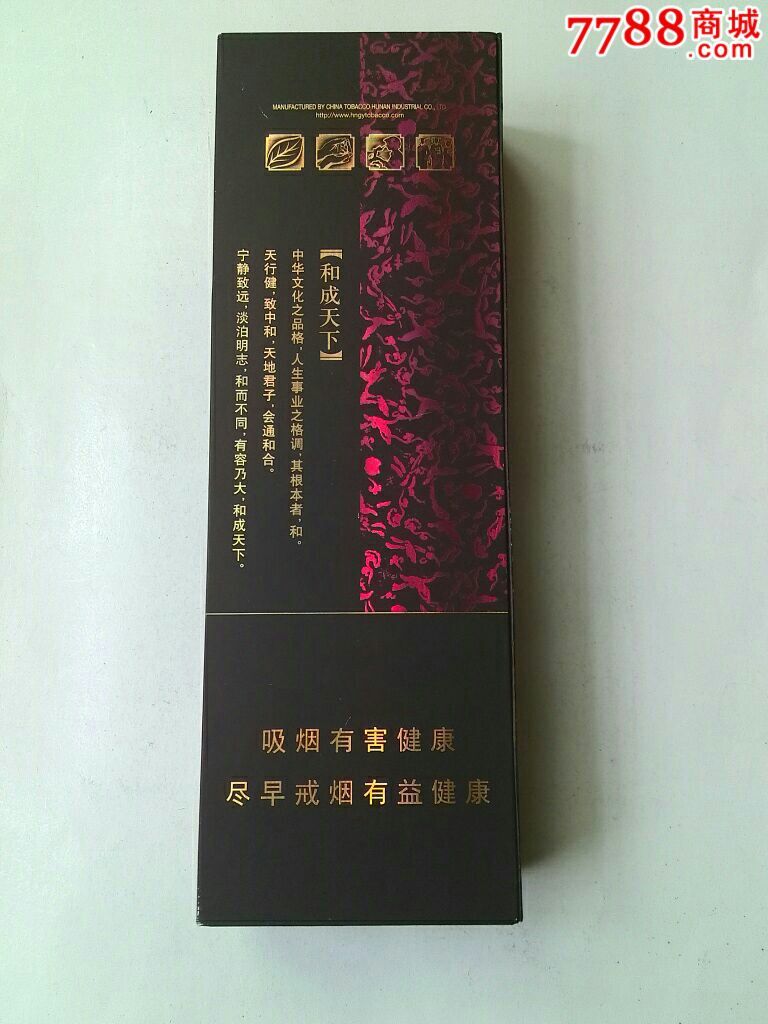 7788商城
.com
MANUFACTURED BY CHINA TOBACCO HUNAN INDUSTRIAL CO., LTD
http://www.hngytobacco.com
【和成天下】
中华文化之品格，人生事业之格调，其根本者，和。
天行健，致中和，天地君子，会通和合。
宁静致远，淡泊明志，和而不同，有容乃大，和成天下。
吸烟有害健康
尽早戒烟有益健康